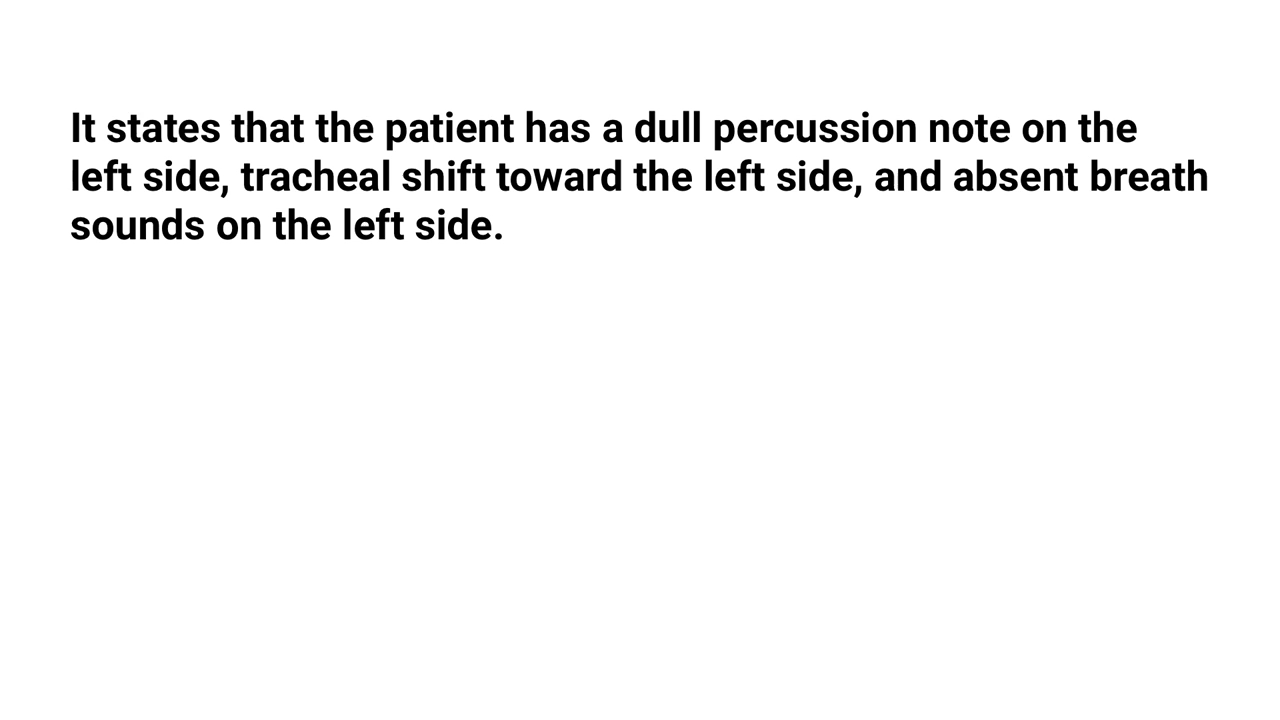 It states that the patient has a dull percussion note on the
left side, tracheal shift toward the left side, and absent breath
sounds on the left side.